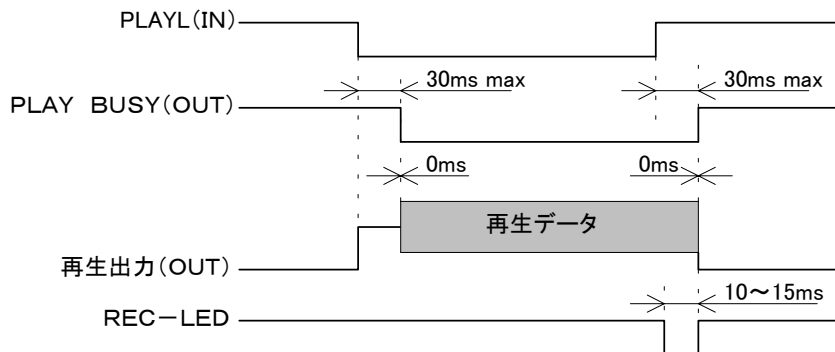 PLAYL(IN)
30ms max
30ms max
PLAY BUSY(OUT)
0ms
0ms
再生データ
再生出力(OUT)
10～15ms
REC－LED